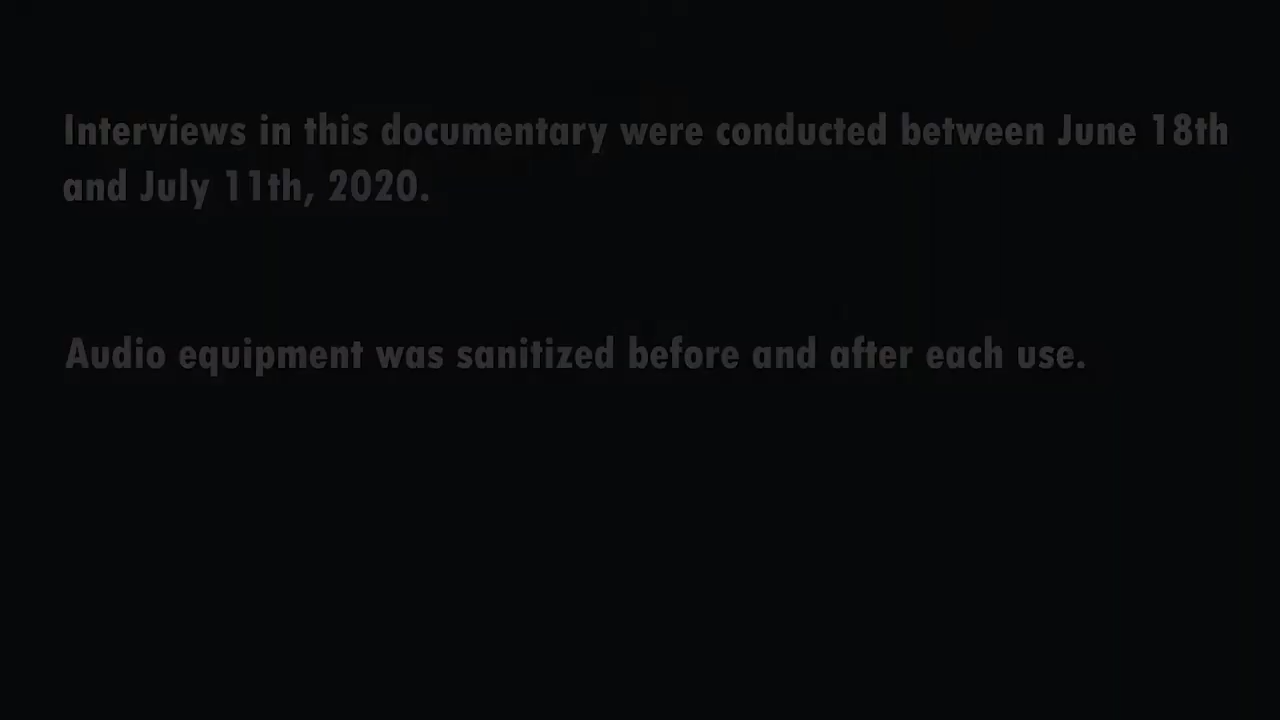 Interviews in this documentary were conducted between June 18th
and July 11th, 2020.
Audio equipment was sanitized before and after each use.